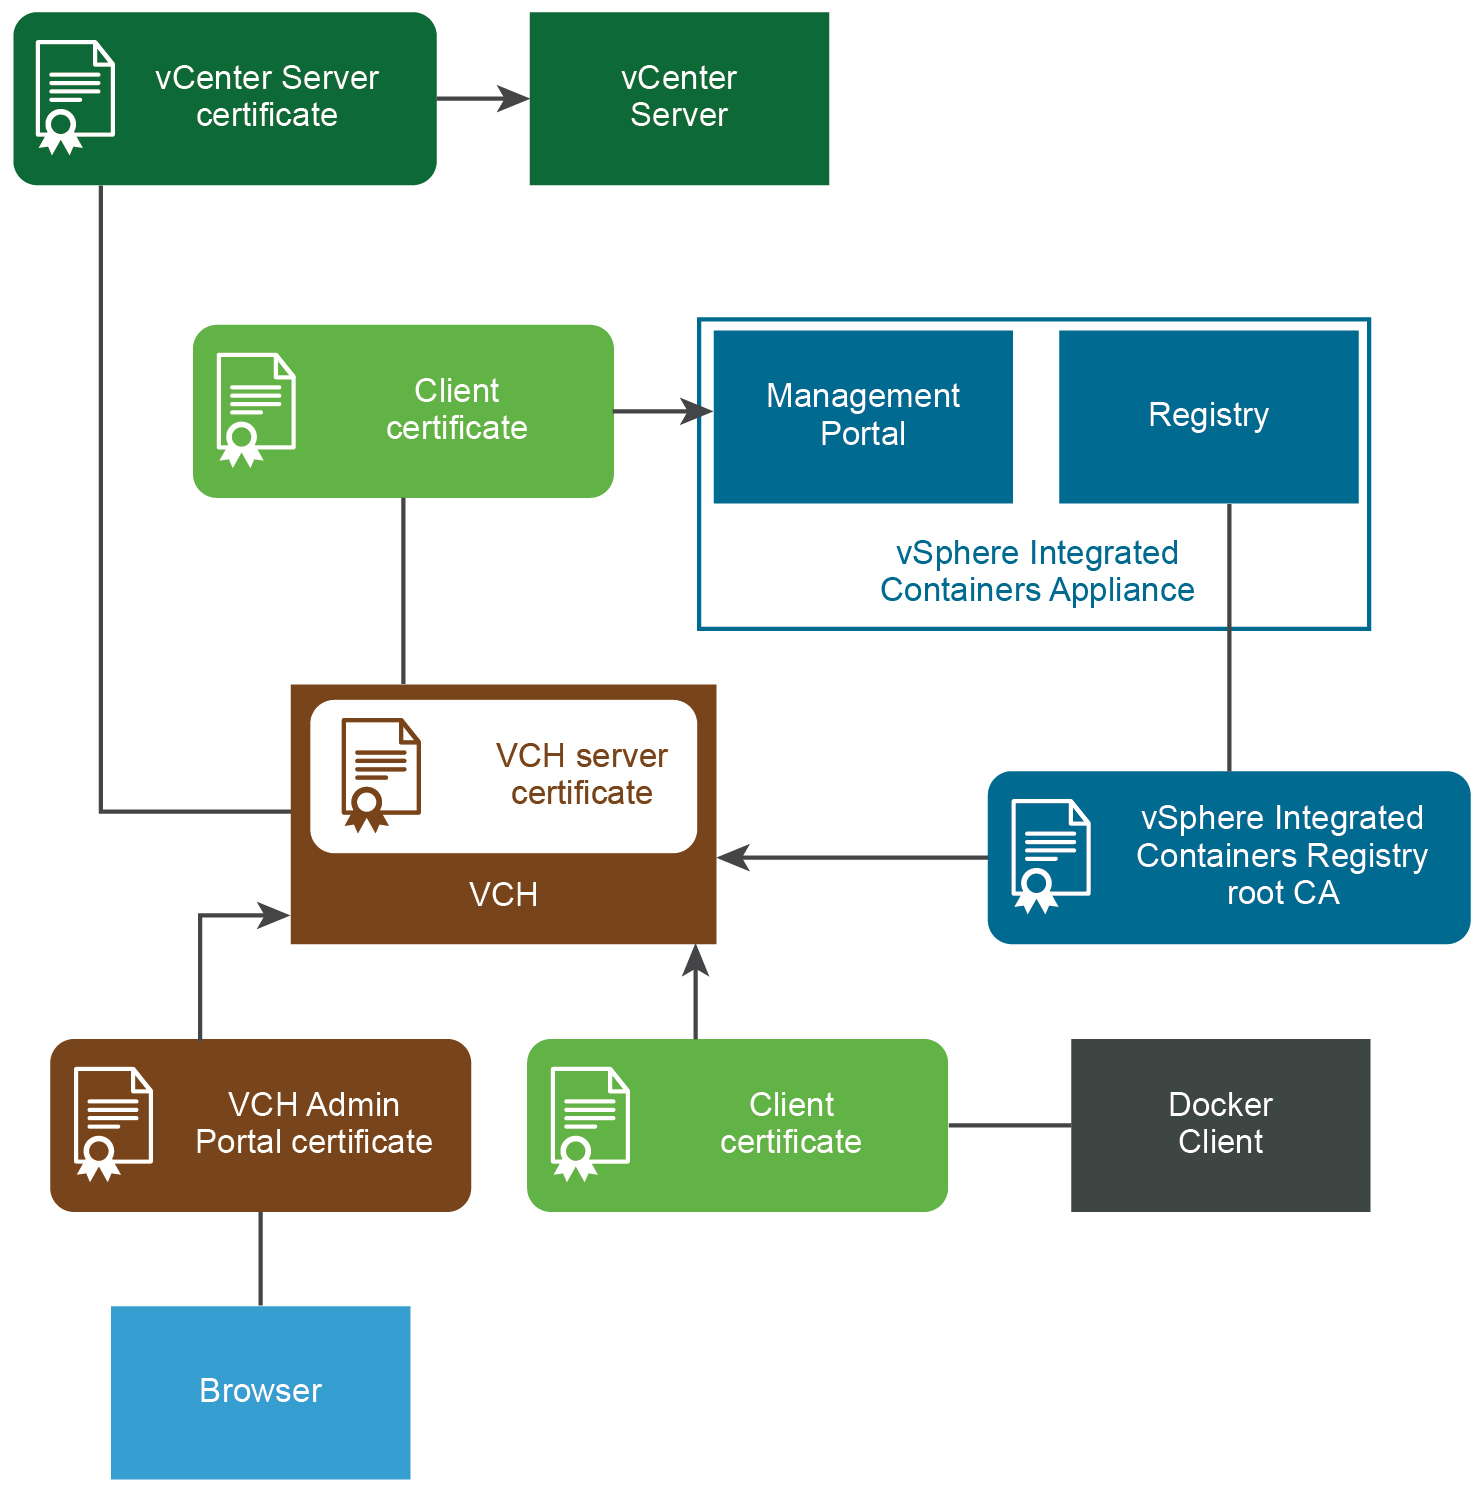 vCenter Server
certificate
vCenter
Server
Client
certificate
Management
Portal
Registry
vSphere Integrated
Containers Appliance
VCH server
certificate
VCH
vSphere Integrated
Containers Registry
root CA
VCH Admin
Portal certificate
Client
certificate
Docker
Client
Browser